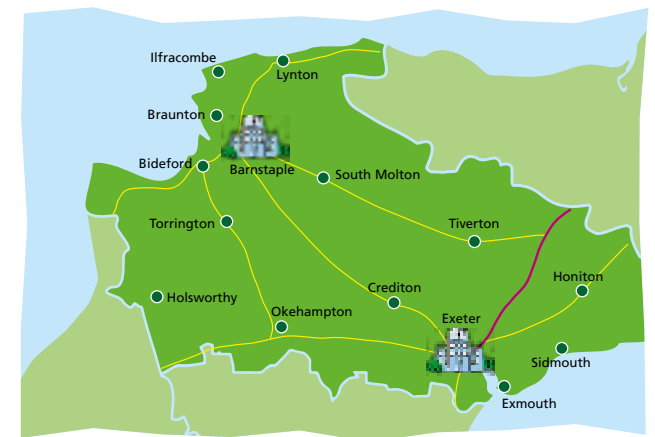 Ilfracombe
Lynton
Braunton
Bideford
Barnstaple
South Molton
Torrington
Tiverton
Honiton
Crediton
Holsworthy
Okehampton
Exeter
Sidmouth
Exmouth